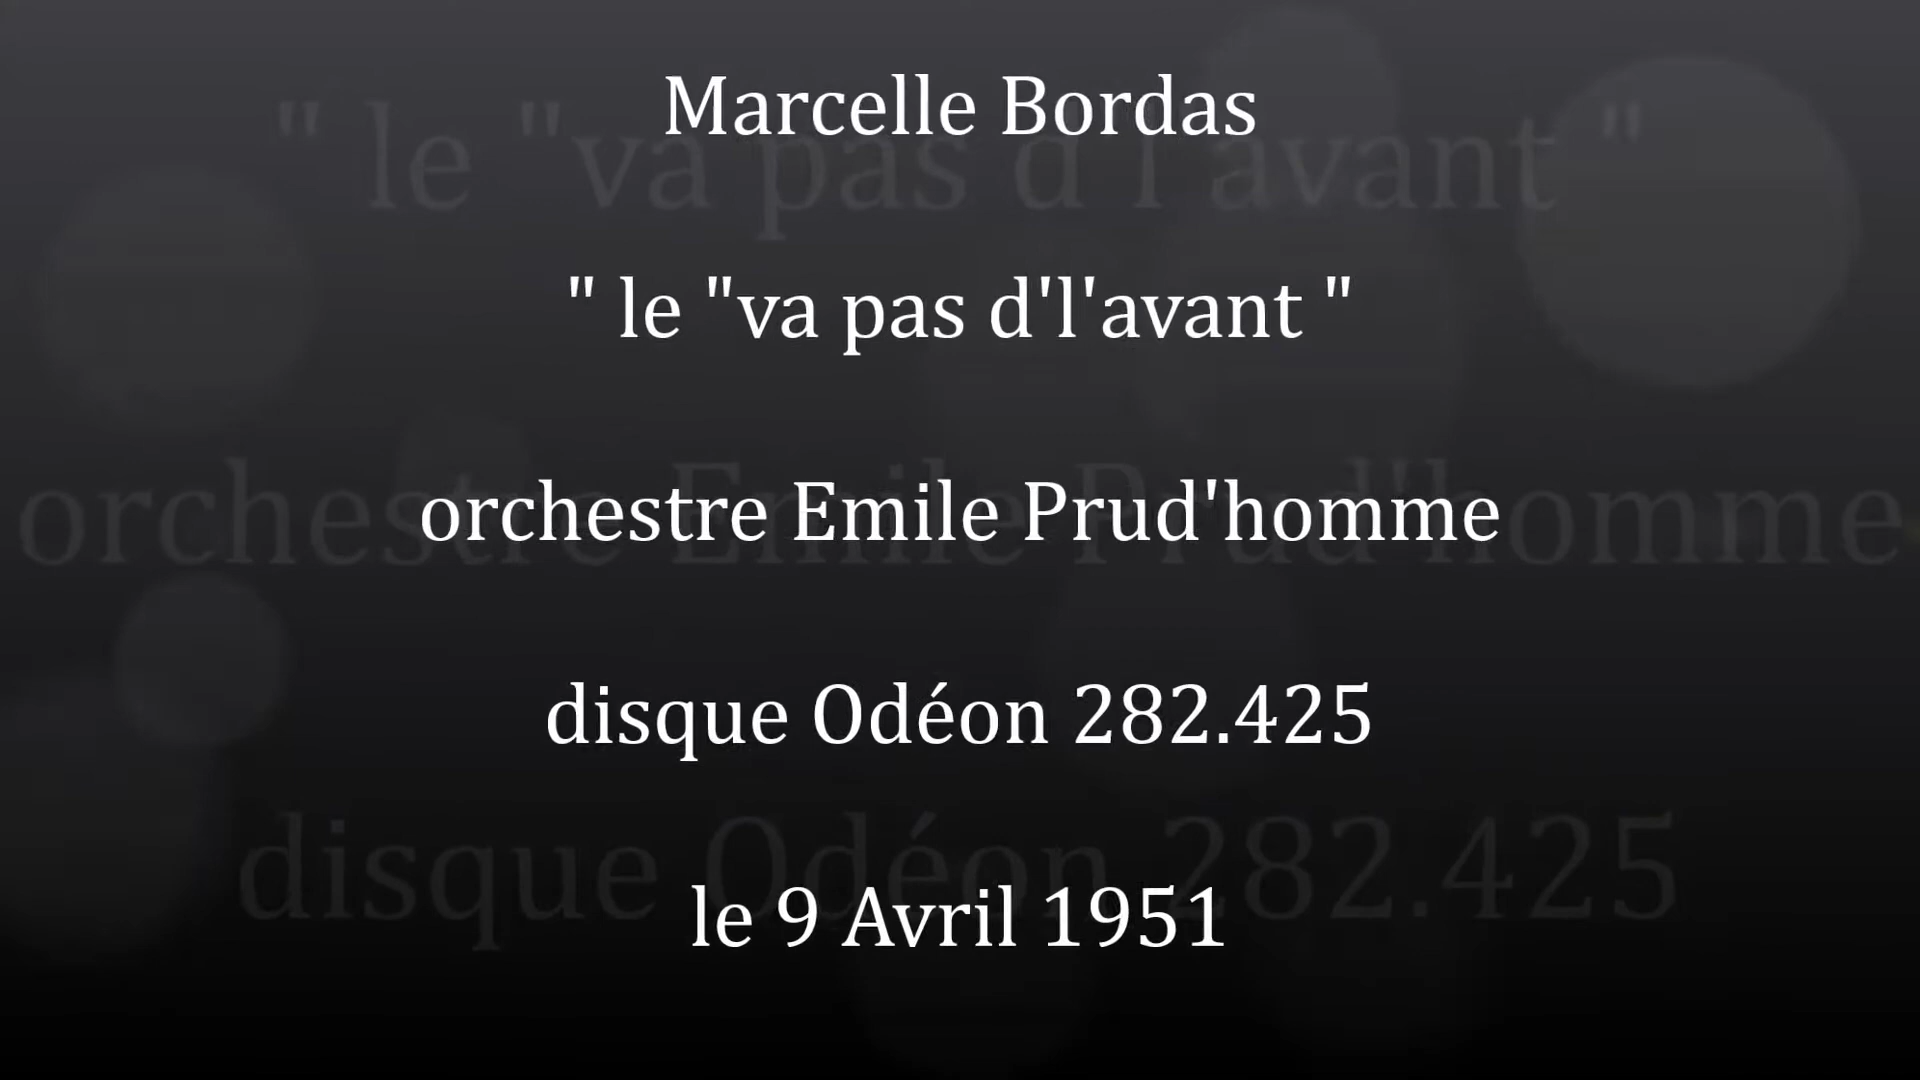 Marcelle Bordas
" le "va pas d'l'avant "
orchestre Emile Prud'homme
disque Odéon 282.425
le 9 Avril 1951